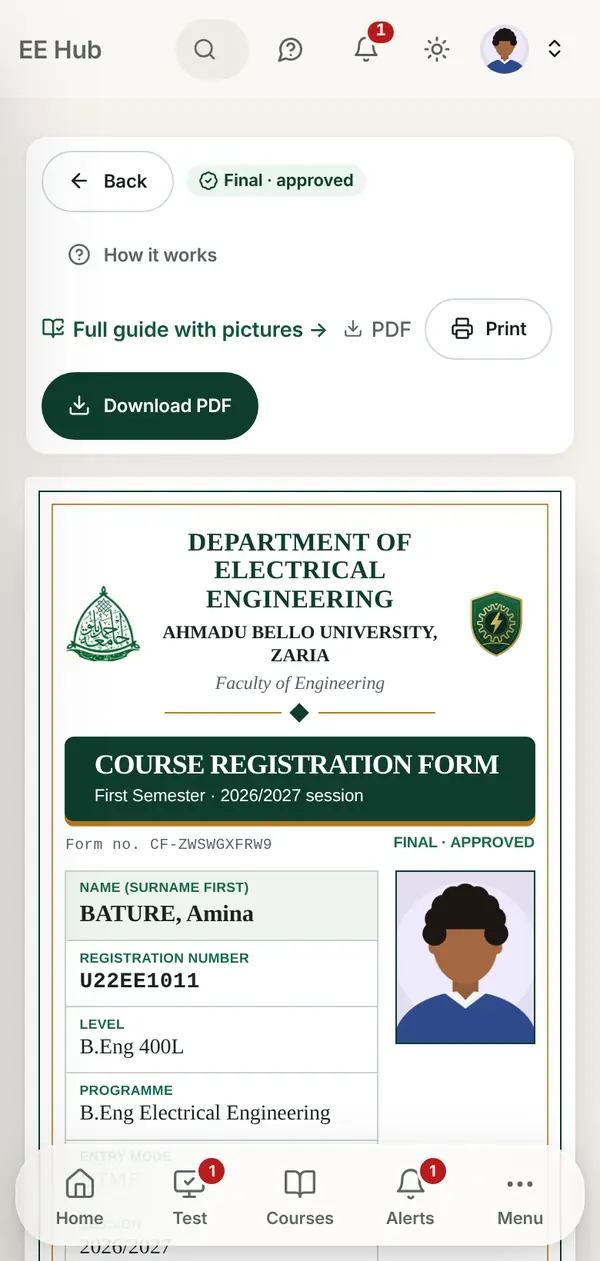 EE Hub
1
Back
Final · approved
How it works
Full guide with pictures →
PDF
Print
Download PDF
DEPARTMENT OF
ELECTRICAL
ENGINEERING
AHMADU BELLO UNIVERSITY,
ZARIA
Faculty of Engineering
COURSE REGISTRATION FORM
First Semester · 2026/2027 session
Form no. CF-ZWSWGXFRW9
FINAL · APPROVED
NAME (SURNAME FIRST)
BATURE, Amina
REGISTRATION NUMBER
U22EE1011
LEVEL
B.Eng 400L
PROGRAMME
B.Eng Electrical Engineering
ENTRY MODE
UTME
SESSION
2026/2027
1
1
Home
Test
Courses
Alerts
Menu